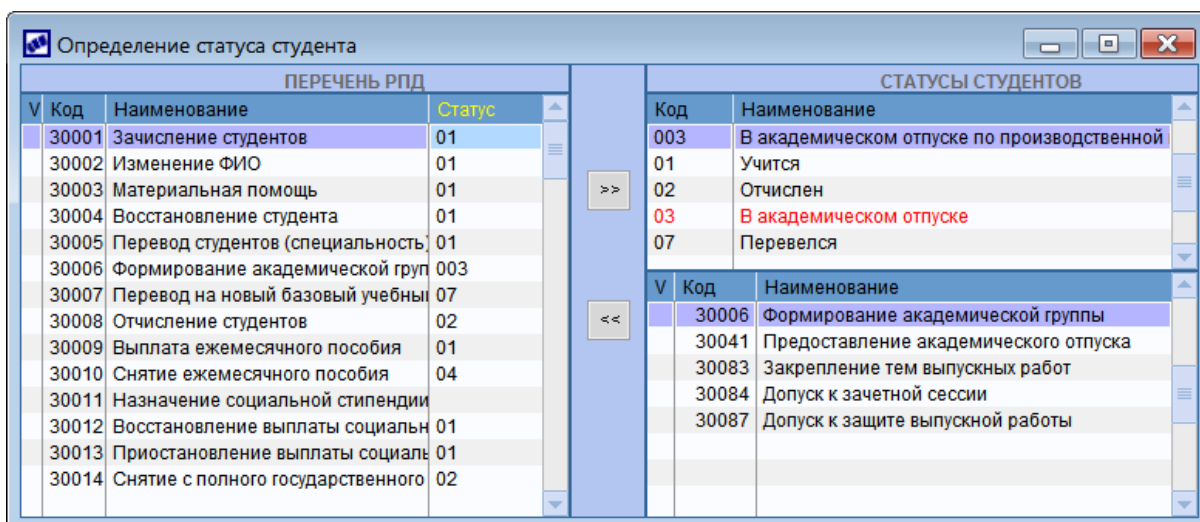 Определение статуса студента
ПЕРЕЧЕНЬ РПД
V Код Наименование Статус
30001 Зачисление студентов 01
30002 Изменение ФИО 01
30003 Материальная помощь 01
30004 Восстановление студента 01
30005 Перевод студентов (специальность) 01
30006 Формирование академической груп 003
30007 Перевод на новый базовый учебны 07
30008 Отчисление студентов 02
30009 Выплата ежемесячного пособия 01
30010 Снятие ежемесячного пособия 04
30011 Назначение социальной стипендии
30012 Восстановление выплаты социальн 01
30013 Приостановление выплаты социаль 01
30014 Снятие с полного государственного 02
>>
<<
СТАТУСЫ СТУДЕНТОВ
Код Наименование
003 В академическом отпуске по производственной
01 Учится
02 Отчислен
03 В академическом отпуске
07 Перевелся
V Код Наименование
30006 Формирование академической группы
30041 Предоставление академического отпуска
30083 Закрепление тем выпускных работ
30084 Допуск к зачетной сессии
30087 Допуск к защите выпускной работы